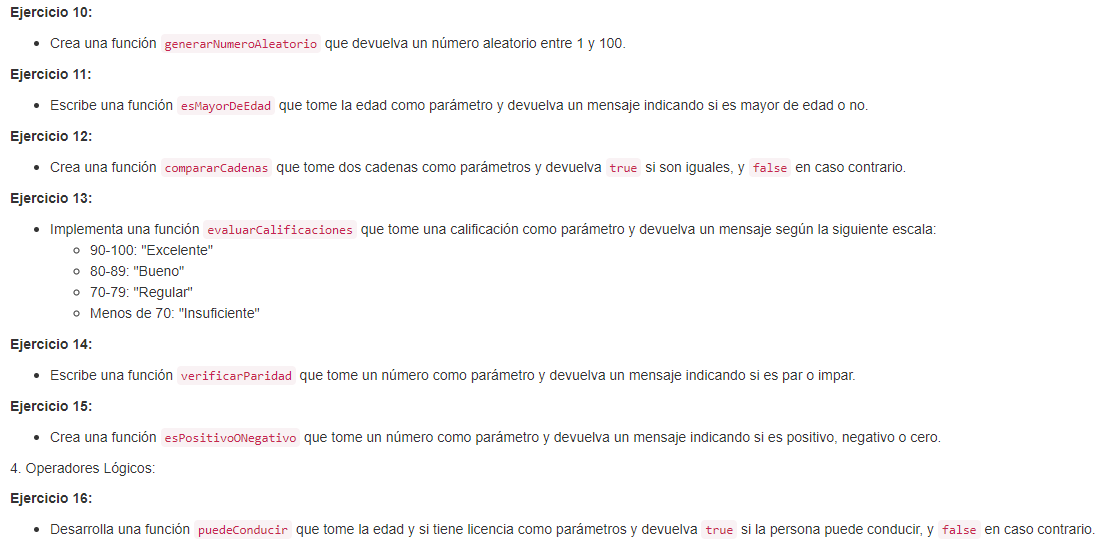 Ejercicio 10:
• Crea una función generarNumeroAleatorio que devuelva un número aleatorio entre 1 y 100.
Ejercicio 11:
• Escribe una función esMayorDeEdad que tome la edad como parámetro y devuelva un mensaje indicando si es mayor de edad o no.
Ejercicio 12:
• Crea una función compararCadenas que tome dos cadenas como parámetros y devuelva true si son iguales, y false en caso contrario.
Ejercicio 13:
• Implementa una función evaluarCalificaciones que tome una calificación como parámetro y devuelva un mensaje según la siguiente escala:
◦ 90-100: "Excelente"
◦ 80-89: "Bueno"
◦ 70-79: "Regular"
◦ Menos de 70: "Insuficiente"
Ejercicio 14:
• Escribe una función verificarParidad que tome un número como parámetro y devuelva un mensaje indicando si es par o impar.
Ejercicio 15:
• Crea una función esPositivoONegativo que tome un número como parámetro y devuelva un mensaje indicando si es positivo, negativo o cero.
4. Operadores Lógicos:
Ejercicio 16:
• Desarrolla una función puedeConducir que tome la edad y si tiene licencia como parámetros y devuelva true si la persona puede conducir, y false en caso contrario.